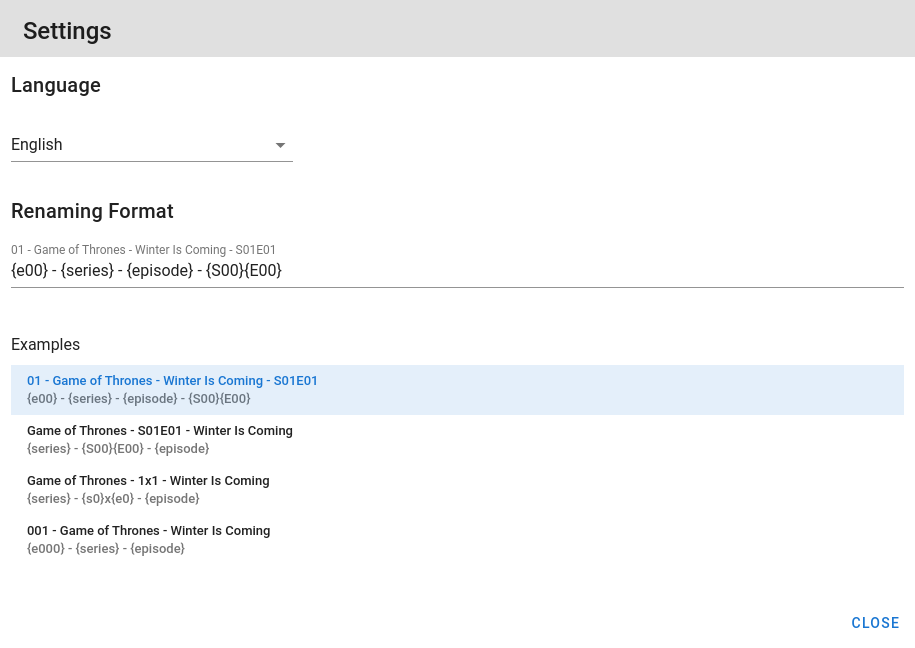 Settings
Language
English
Renaming Format
01 - Game of Thrones - Winter Is Coming - S01E01
{e00} - {series} - {episode} - {S00}{E00}
Examples
01 - Game of Thrones - Winter Is Coming - S01E01
{e00} - {series} - {episode} - {S00}{E00}
Game of Thrones - S01E01 - Winter Is Coming
{series} - {S00}{E00} - {episode}
Game of Thrones - 1x1 - Winter Is Coming
{series} - {s0}x{e0} - {episode}
001 - Game of Thrones - Winter Is Coming
{e000} - {series} - {episode}
CLOSE